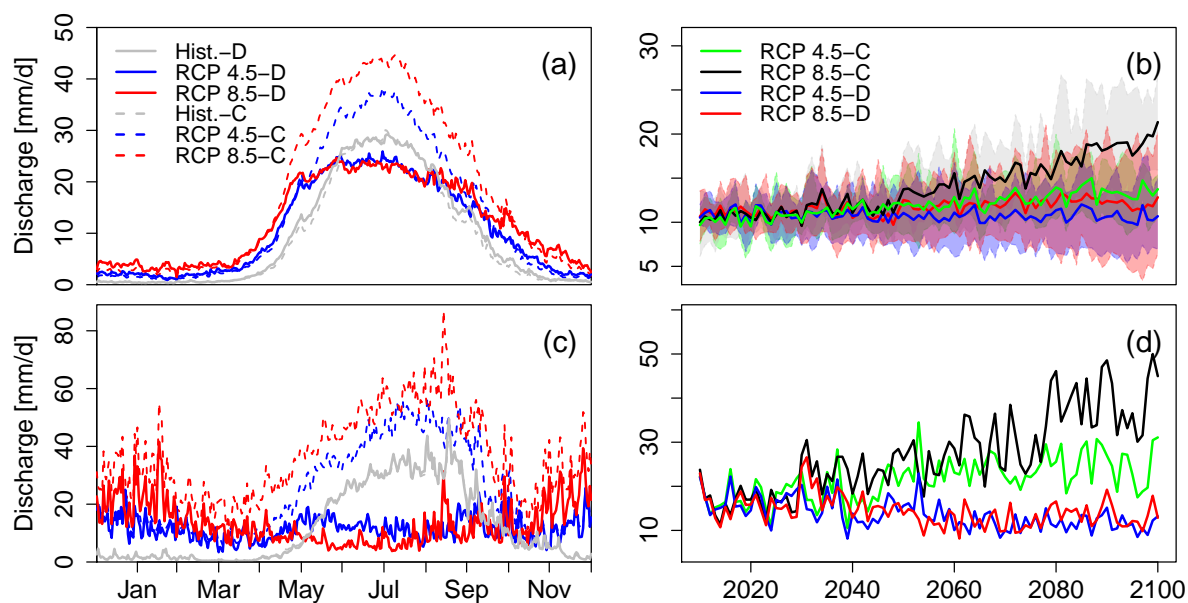 Discharge [mm/d]
0 10 20 30 40 50
Hist.−D
RCP 4.5−D
RCP 8.5−D
Hist.−C
RCP 4.5−C
RCP 8.5−C
(a)
5 10 20 30
RCP 4.5−C
RCP 8.5−C
RCP 4.5−D
RCP 8.5−D
(b)
Discharge [mm/d]
0 20 40 60 80
(c)
Jan Mar May Jul Sep Nov
10 30 50
(d)
2020 2040 2060 2080 2100